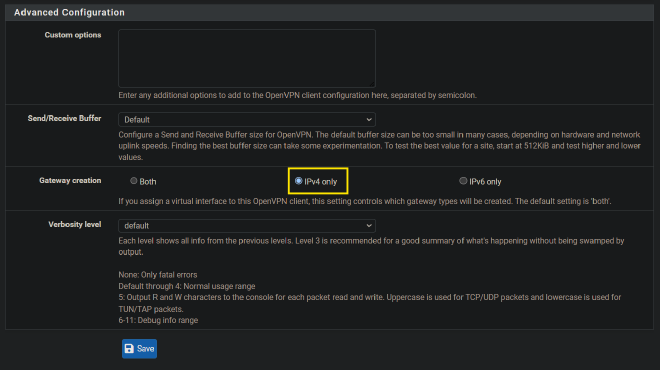 Advanced Configuration
Custom options
Enter any additional options to add to the OpenVPN client configuration here, separated by semicolon.
Send/Receive Buffer
Default
Configure a Send and Receive Buffer size for OpenVPN. The default buffer size can be too small in many cases, depending on hardware and network
uplink speeds. Finding the best buffer size can take some experimentation. To test the best value for a site, start at 512KiB and test higher and lower
values.
Gateway creation
Both
IPv4 only
IPv6 only
If you assign a virtual interface to this OpenVPN client, this setting controls which gateway types will be created. The default setting is 'both'.
Verbosity level
default
Each level shows all info from the previous levels. Level 3 is recommended for a good summary of what's happening without being swamped by
output.
None: Only fatal errors
Default through 4: Normal usage range
5: Output R and W characters to the console for each packet read and write. Uppercase is used for TCP/UDP packets and lowercase is used for
TUN/TAP packets.
6-11: Debug info range
Save